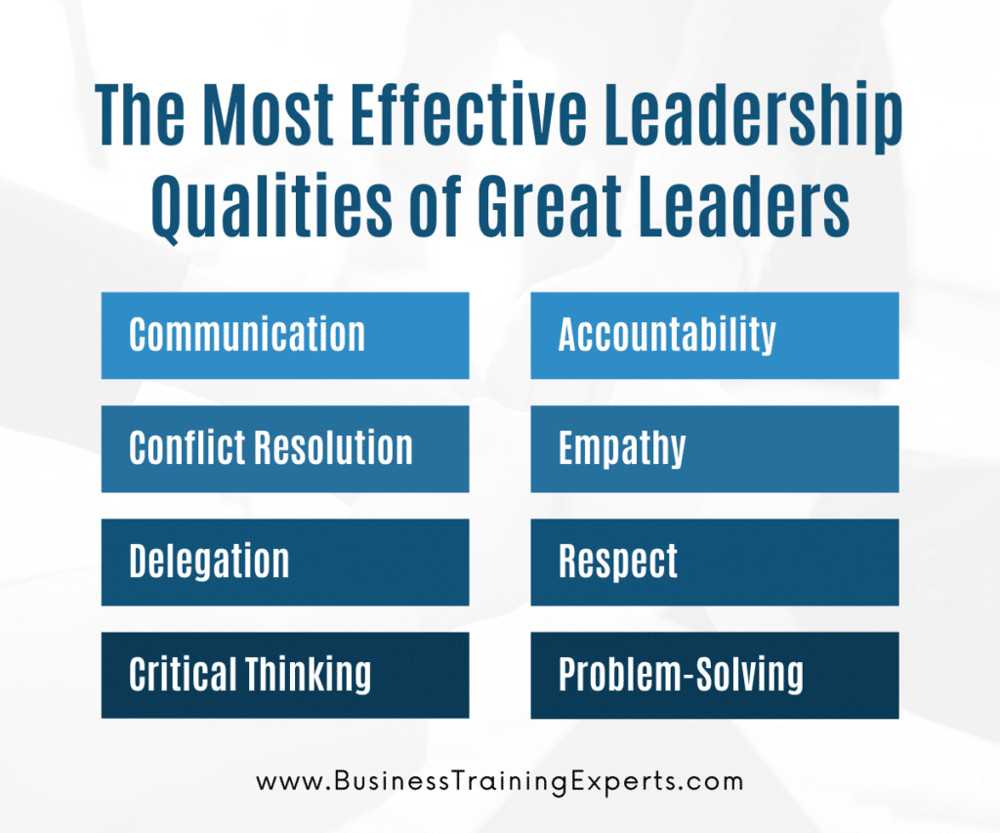 The Most Effective Leadership
Qualities of Great Leaders
Communication
Accountability
Conflict Resolution
Empathy
Delegation
Respect
Critical Thinking
Problem-Solving
www.BusinessTrainingExperts.com